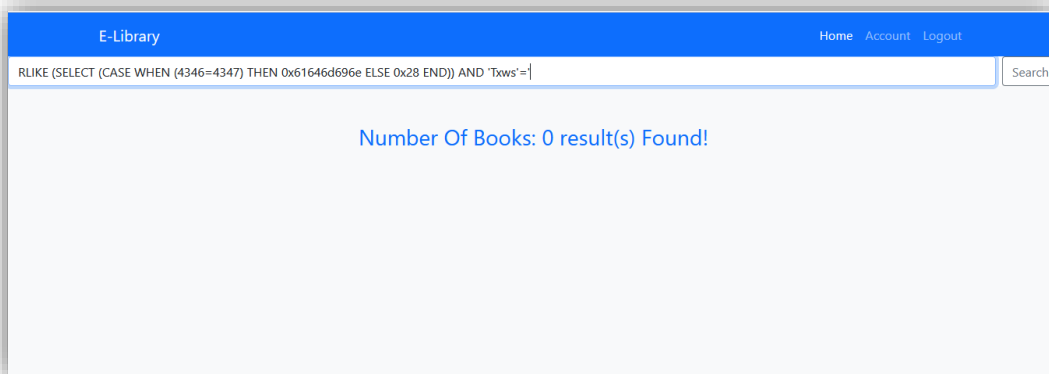 E-Library Home Account Logout
RLIKE (SELECT (CASE WHEN (4346=4347) THEN 0x61646d696e ELSE 0x28 END)) AND 'Txws'='
Search
Number Of Books: 0 result(s) Found!